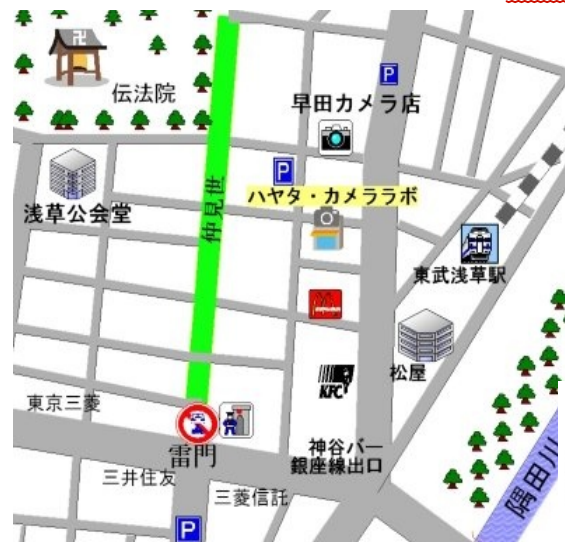 卍
伝法院
P
早田カメラ店
P
ハヤタ・カメララボ
浅草公会堂
仲見世
東武浅草駅
松屋
KFC
東京三菱
雷門
神谷バー
銀座線出口
三井住友
三菱信託
隅田川
P